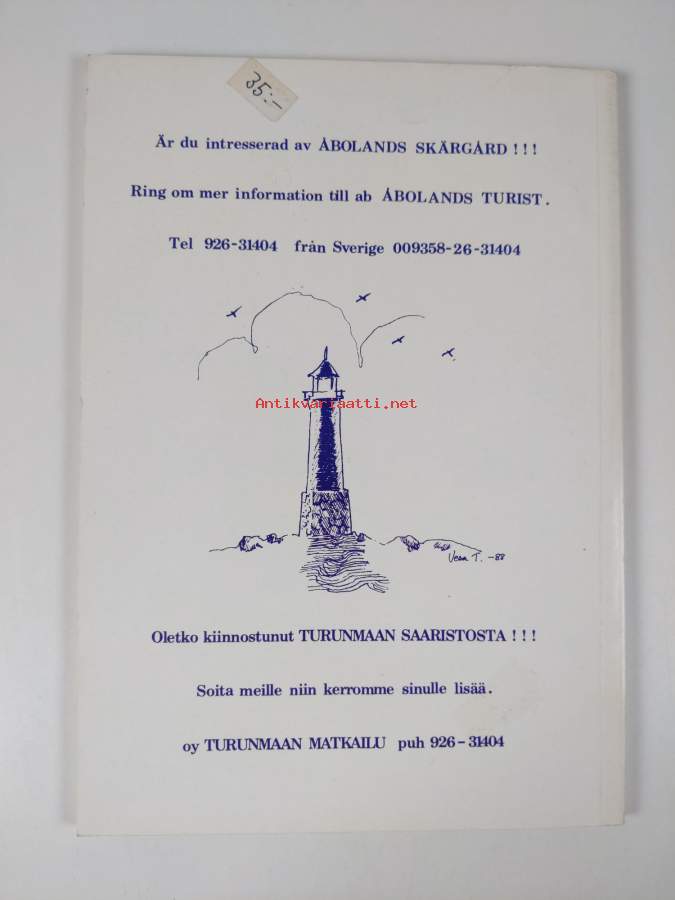 35:-
Är du intresserad av ÅBOLANDS SKÄRGÅRD ! ! !
Ring om mer information till ab ÅBOLANDS TURIST.
Tel 926-31404 från Sverige 009358-26-31404
Antikvariaatti.net
Vesa T. -88
Oletko kiinnostunut TURUNMAAN SAARISTOSTA ! ! !
Soita meille niin kerromme sinulle lisää.
oy TURUNMAAN MATKAILU puh 926-31404